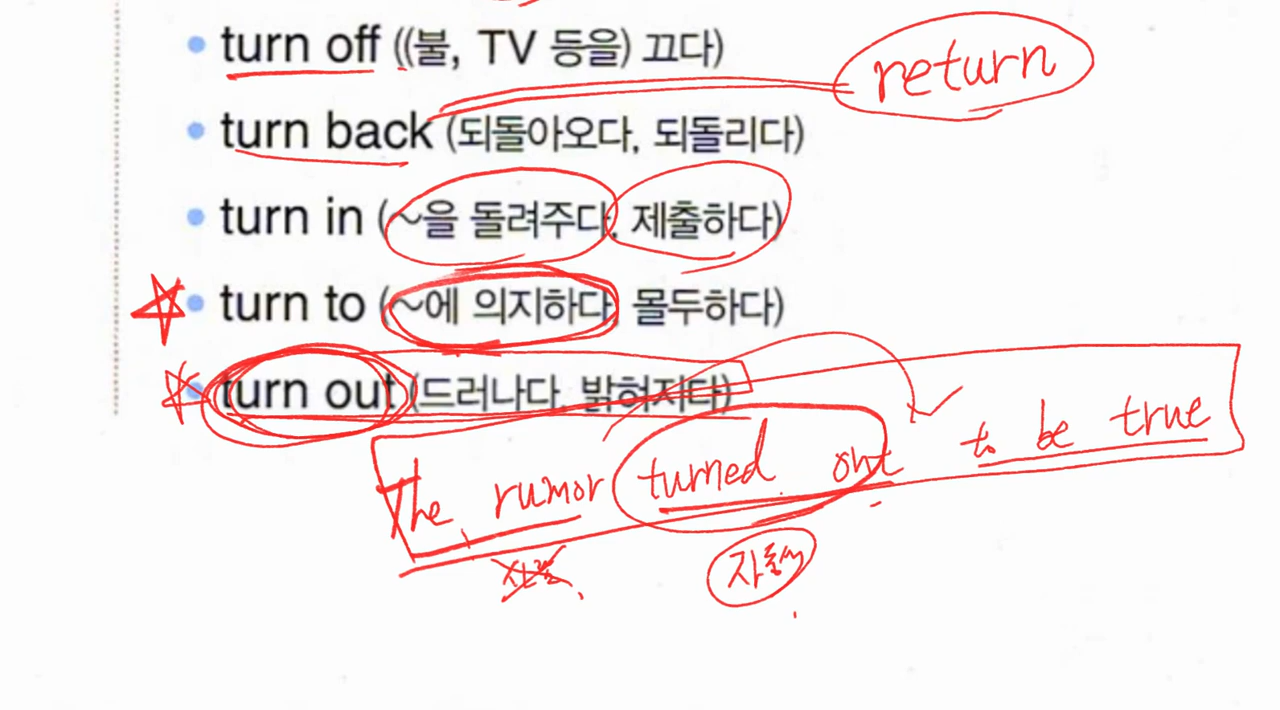 turn off ((불, TV 등을) 끄다)
return
turn back (되돌아오다, 되돌리다)
turn in (~을 돌려주다, 제출하다)
turn to (~에 의지하다, 몰두하다)
turn out (드러나다, 밝혀지다)
The rumor turned out to be true